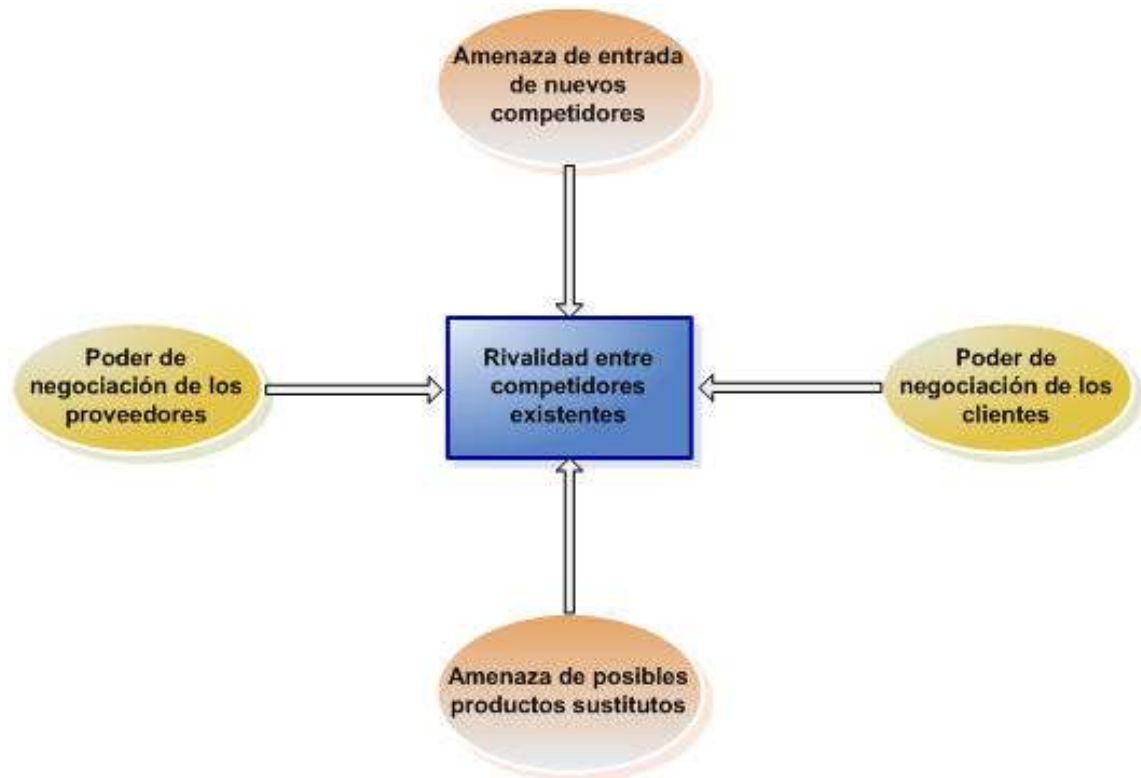 Amenaza de entrada
de nuevos
competidores
Poder de
negociación de los
proveedores
Rivalidad entre
competidores
existentes
Poder de
negociación de los
clientes
Amenaza de posibles
productos sustitutos